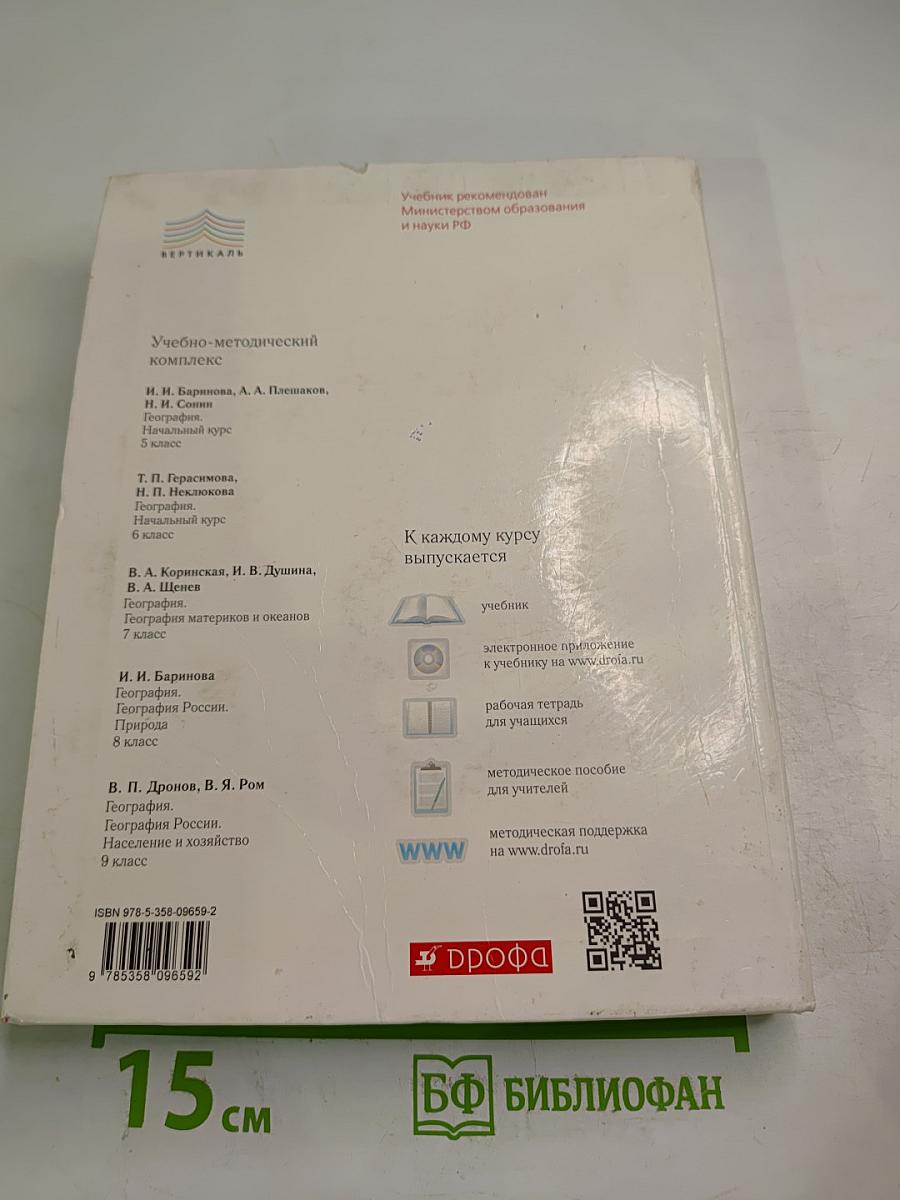 ВЕРТИКАЛЬ
Учебник рекомендован
Министерством образования
и науки РФ
Учебно-методический
комплекс
И. И. Баринова, А. А. Плешаков,
Н. И. Сонин
География.
Начальный курс
5 класс
Т. П. Герасимова,
Н. П. Неклюкова
География.
Начальный курс
6 класс
В. А. Коринская, И. В. Душина,
В. А. Щенев
География.
География материков и океанов
7 класс
И. И. Баринова
География.
География России.
Природа
8 класс
В. П. Дронов, В. Я. Ром
География.
География России.
Население и хозяйство
9 класс
К каждому курсу
выпускается
учебник
электронное приложение
к учебнику на www.drofa.ru
рабочая тетрадь
для учащихся
методическое пособие
для учителей
www
методическая поддержка
на www.drofa.ru
ISBN 978-5-358-09659-2
9 785358 096592
дрофа
15 см
БФ БИБЛИОФАН